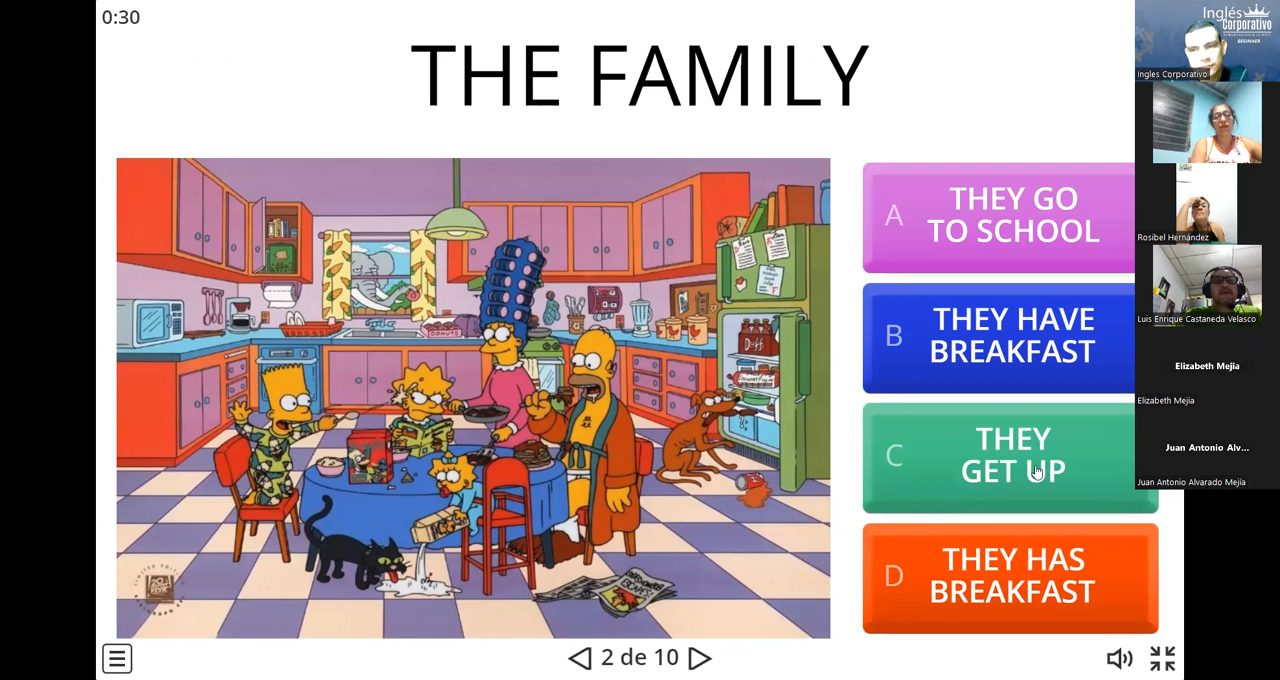 0:30
THE FAMILY
A
THEY GO
TO SCHOOL
B
THEY HAVE
BREAKFAST
C
THEY
GET UP
D
THEY HAS
BREAKFAST
2 de 10
Inglés
Corporativo
BEGINNER
Ingles Corporativo
Rosibel Hernández
Luis Enrique Castaneda Velasco
Elizabeth Mejia
Elizabeth Mejia
Juan Antonio Alv...
Juan Antonio Alvarado Mejía
DONUTS
Duff